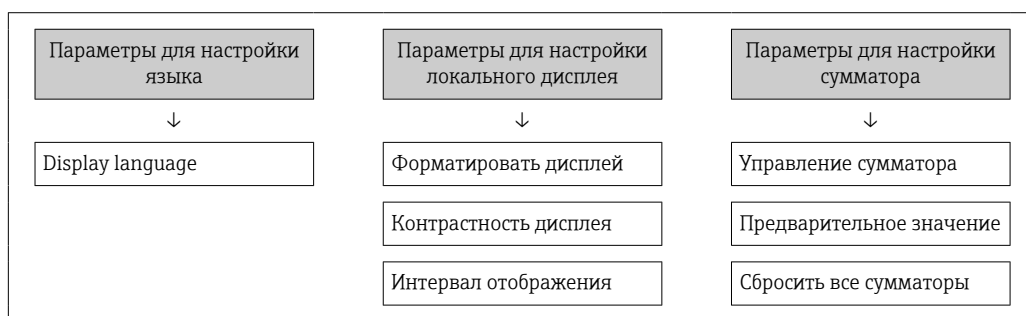 Параметры для настройки
языка
↓
Display language
Параметры для настройки
локального дисплея
↓
Форматировать дисплей
Контрастность дисплея
Интервал отображения
Параметры для настройки
сумматора
↓
Управление сумматора
Предварительное значение
Сбросить все сумматоры